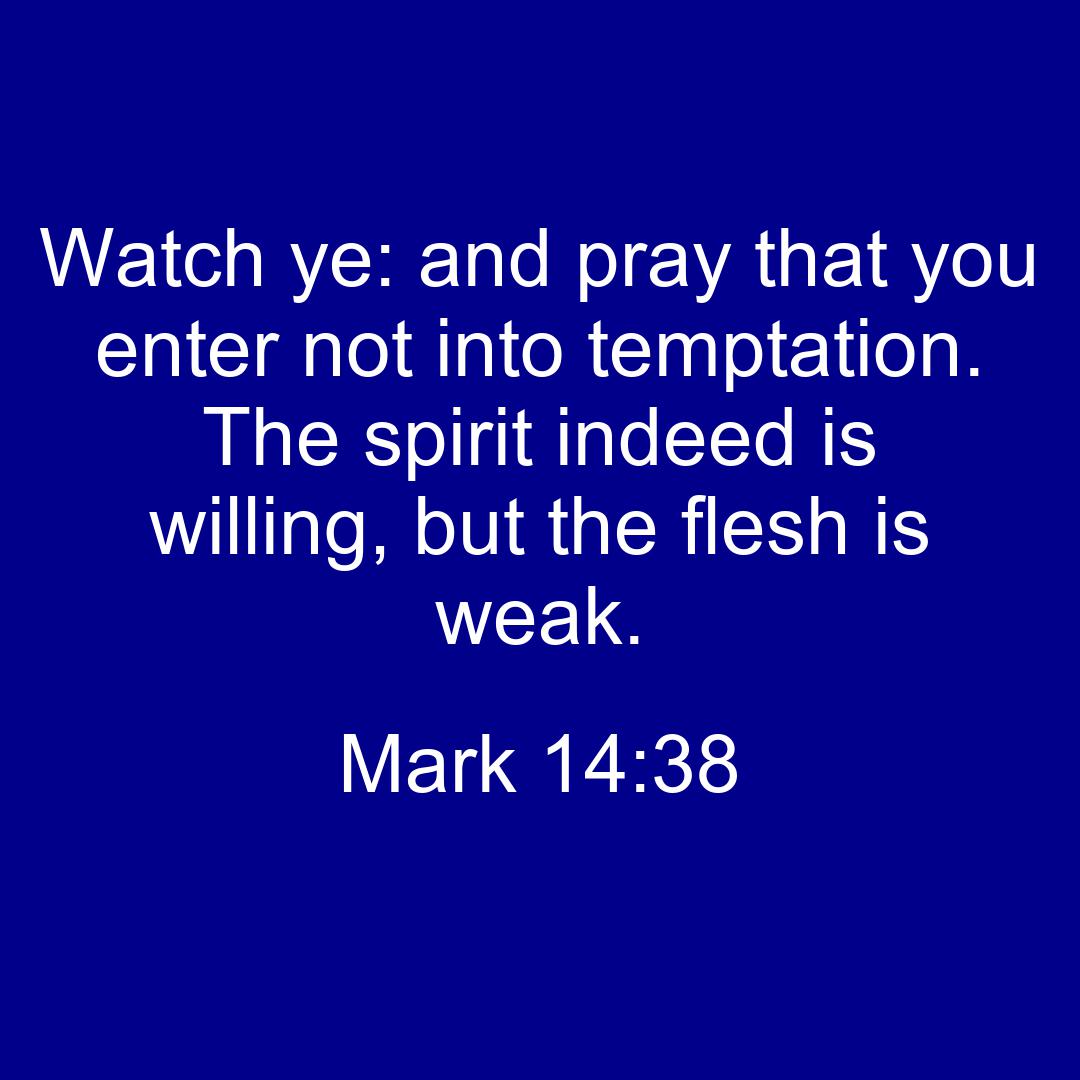 Watch ye: and pray that you
enter not into temptation.
The spirit indeed is
willing, but the flesh is
weak.
Mark 14:38